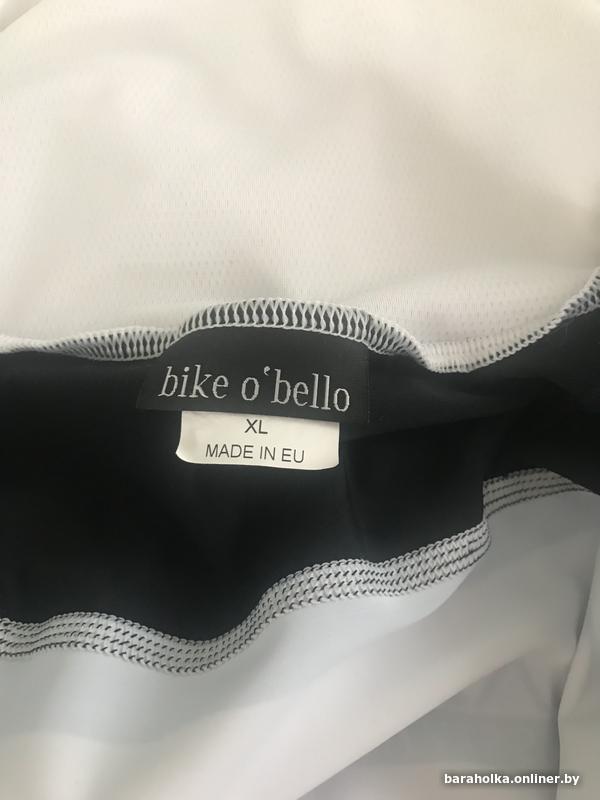 bike o'bello
XL
MADE IN EU
baraholka.onliner.by